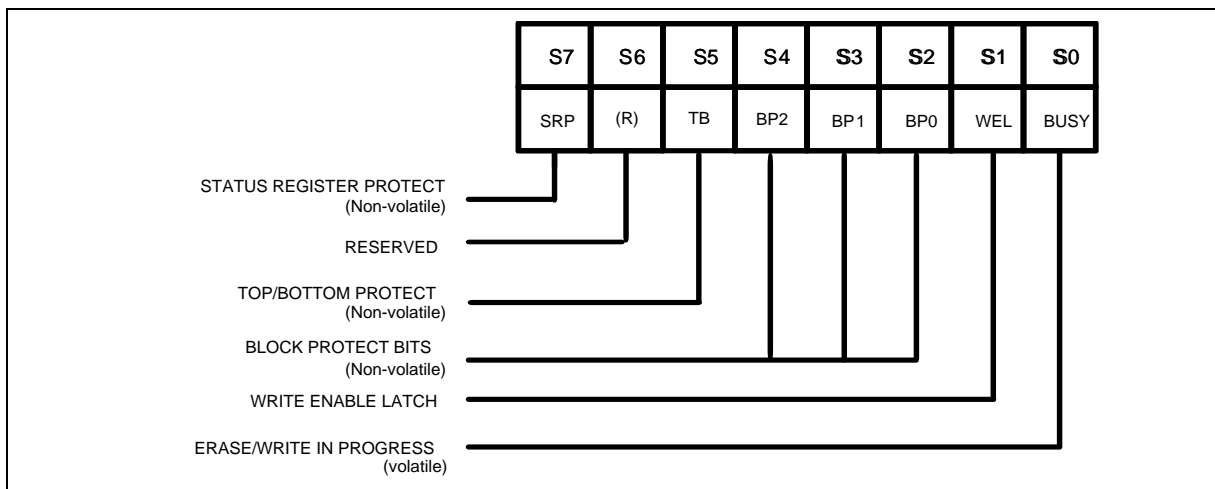 S7 S6 S5 S4 S3 S2 S1 S0
SRP (R) TB BP2 BP1 BP0 WEL BUSY
STATUS REGISTER PROTECT
(Non-volatile)
RESERVED
TOP/BOTTOM PROTECT
(Non-volatile)
BLOCK PROTECT BITS
(Non-volatile)
WRITE ENABLE LATCH
ERASE/WRITE IN PROGRESS
(volatile)